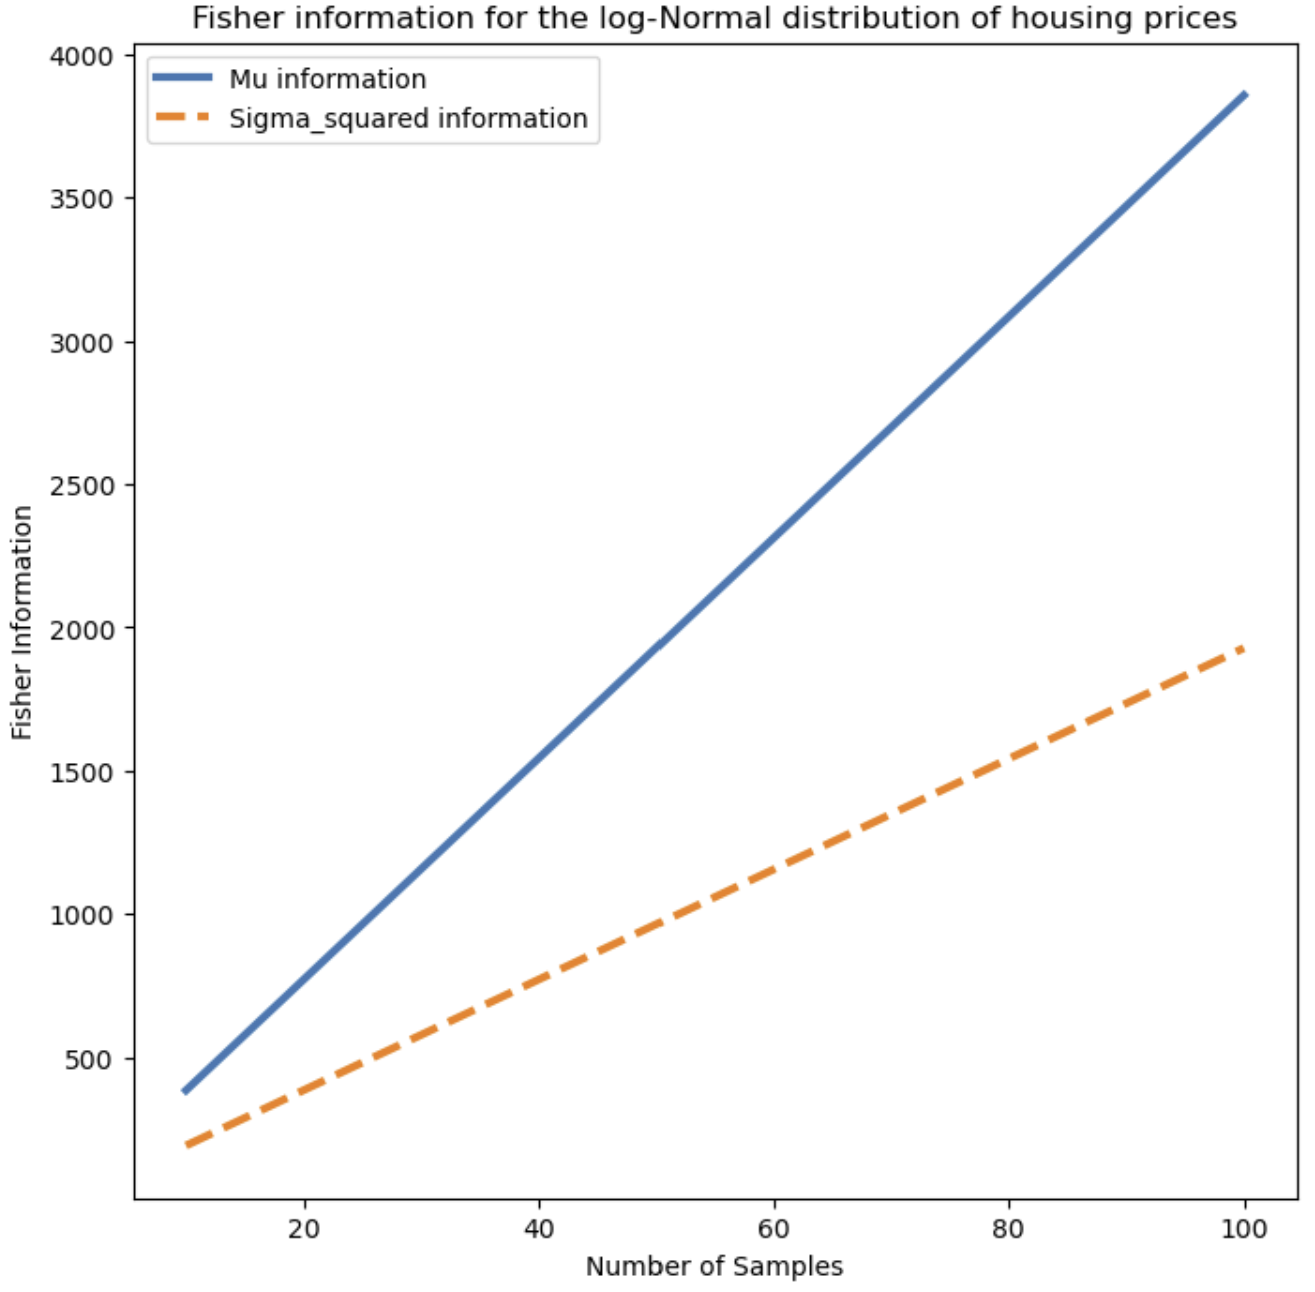 Fisher information for the log-Normal distribution of housing prices
Mu information
Sigma_squared information
4000
3500
3000
2500
2000
1500
1000
500
Fisher Information
20 40 60 80 100
Number of Samples